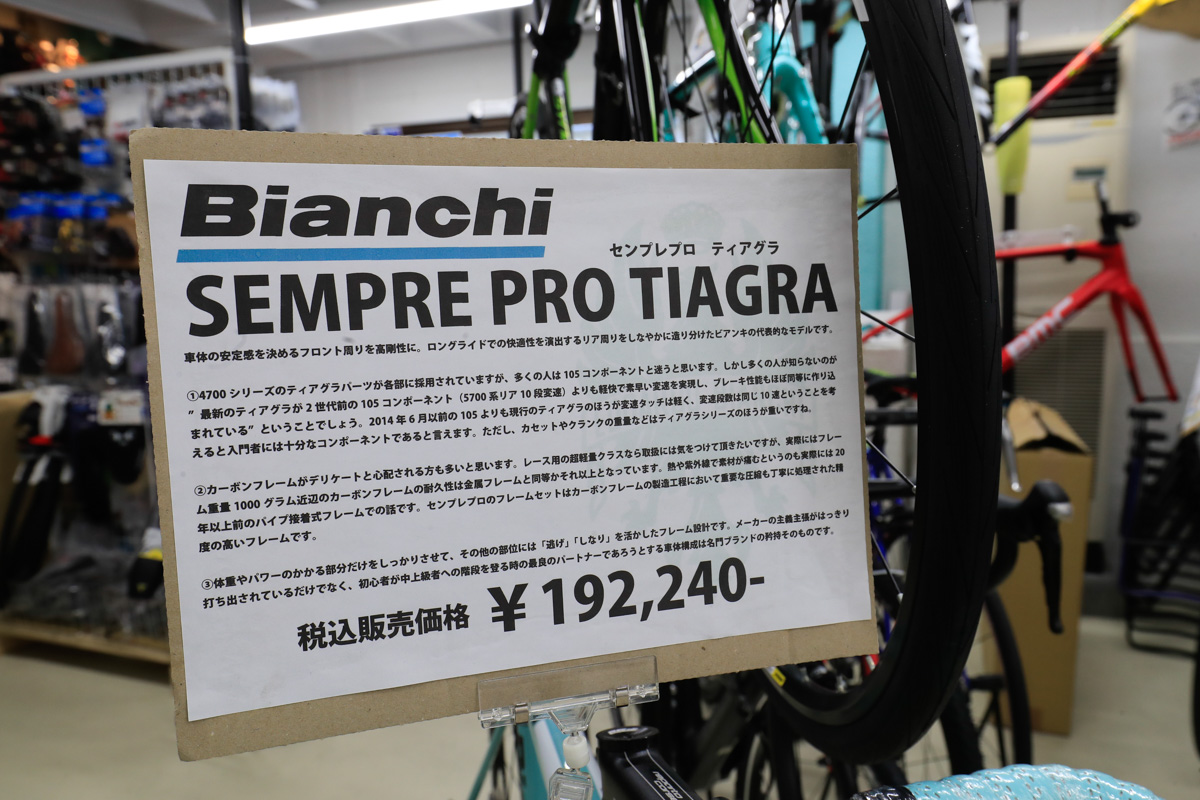 Bianchi
センプレプロ ティアグラ
SEMPRE PRO TIAGRA
車体の安定感を決めるフロント周りを高剛性に。ロングライドでの快適性を演出するリア周りをしなやかに造り分けたビアンキの代表的なモデルです。
①4700シリーズのティアグラパーツが各部に採用されていますが、多くの人は105コンポーネントと迷うと思います。しかし多くの人が知らないのが
"最新のティアグラが2世代前の105コンポーネント（5700系リア10段変速）よりも軽快で素早い変速を実現し、ブレーキ性能もほぼ同等に作り込
まれている"ということでしょう。2014年6月以前の105よりも現行のティアグラのほうが変速タッチは軽く、変速段数は同じ10速ということを考
えると入門者には十分なコンポーネントであると言えます。ただし、カセットやクランクの重量などはティアグラシリーズのほうが重いですね。
②カーボンフレームがデリケートと心配される方も多いと思います。レース用の超軽量クラスなら取扱には気をつけて頂きたいですが、実際にはフレー
ム重量1000グラム近辺のカーボンフレームの耐久性は金属フレームと同等かそれ以上となっています。熱や紫外線で素材が痛むというのも実際には20
年以上前のパイプ接着式フレームでの話です。センプレプロのフレームセットはカーボンフレームの製造工程において重要な圧縮も丁寧に処理された精
度の高いフレームです。
③体重やパワーのかかる部分だけをしっかりさせて、その他の部位には「逃げ」「しなり」を活かしたフレーム設計です。メーカーの主義主張がはっきり
打ち出されているだけでなく、初心者が中上級者への階段を登る時の最良のパートナーであろうとする車体構成は名門ブランドの矜持そのものです。
税込販売価格 ￥192,240-
BMC